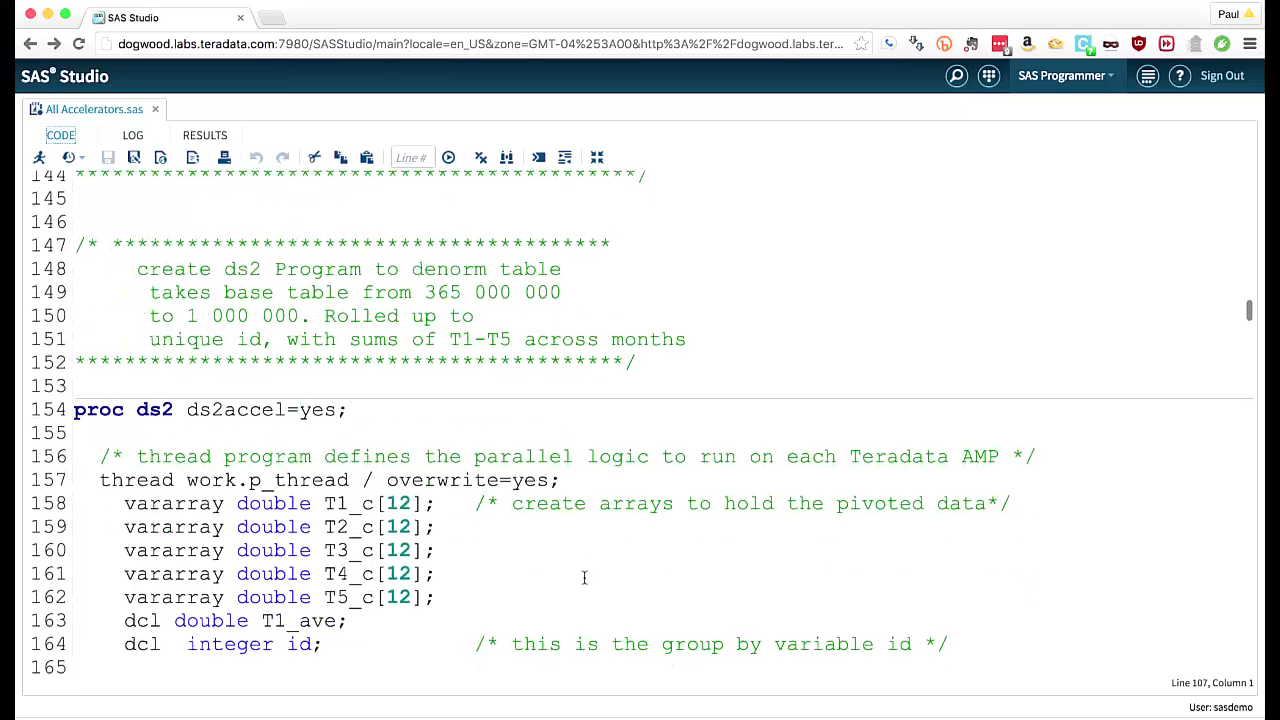 SAS Studio
Paul
dogwood.labs.teradata.com:7980/SASStudio/main?locale=en_US&zone=GMT-04%253A00&http%3A%2F%2Fdogwood.labs.ter...
SAS® Studio
SAS Programmer
Sign Out
All Accelerators.sas
CODE LOG RESULTS
Line #
144 *********************************************/
145
146
147 /* ****************************************
148 create ds2 Program to denorm table
149 takes base table from 365 000 000
150 to 1 000 000. Rolled up to
151 unique id, with sums of T1-T5 across months
152 ********************************************/
153
154 proc ds2 ds2accel=yes;
155
156 /* thread program defines the parallel logic to run on each Teradata AMP */
157 thread work.p_thread / overwrite=yes;
158 vararray double T1_c[12]; /* create arrays to hold the pivoted data*/
159 vararray double T2_c[12];
160 vararray double T3_c[12];
161 vararray double T4_c[12];
162 vararray double T5_c[12];
163 dcl double T1_ave;
164 dcl integer id; /* this is the group by variable id */
165
Line 107, Column 1
User: sasdemo